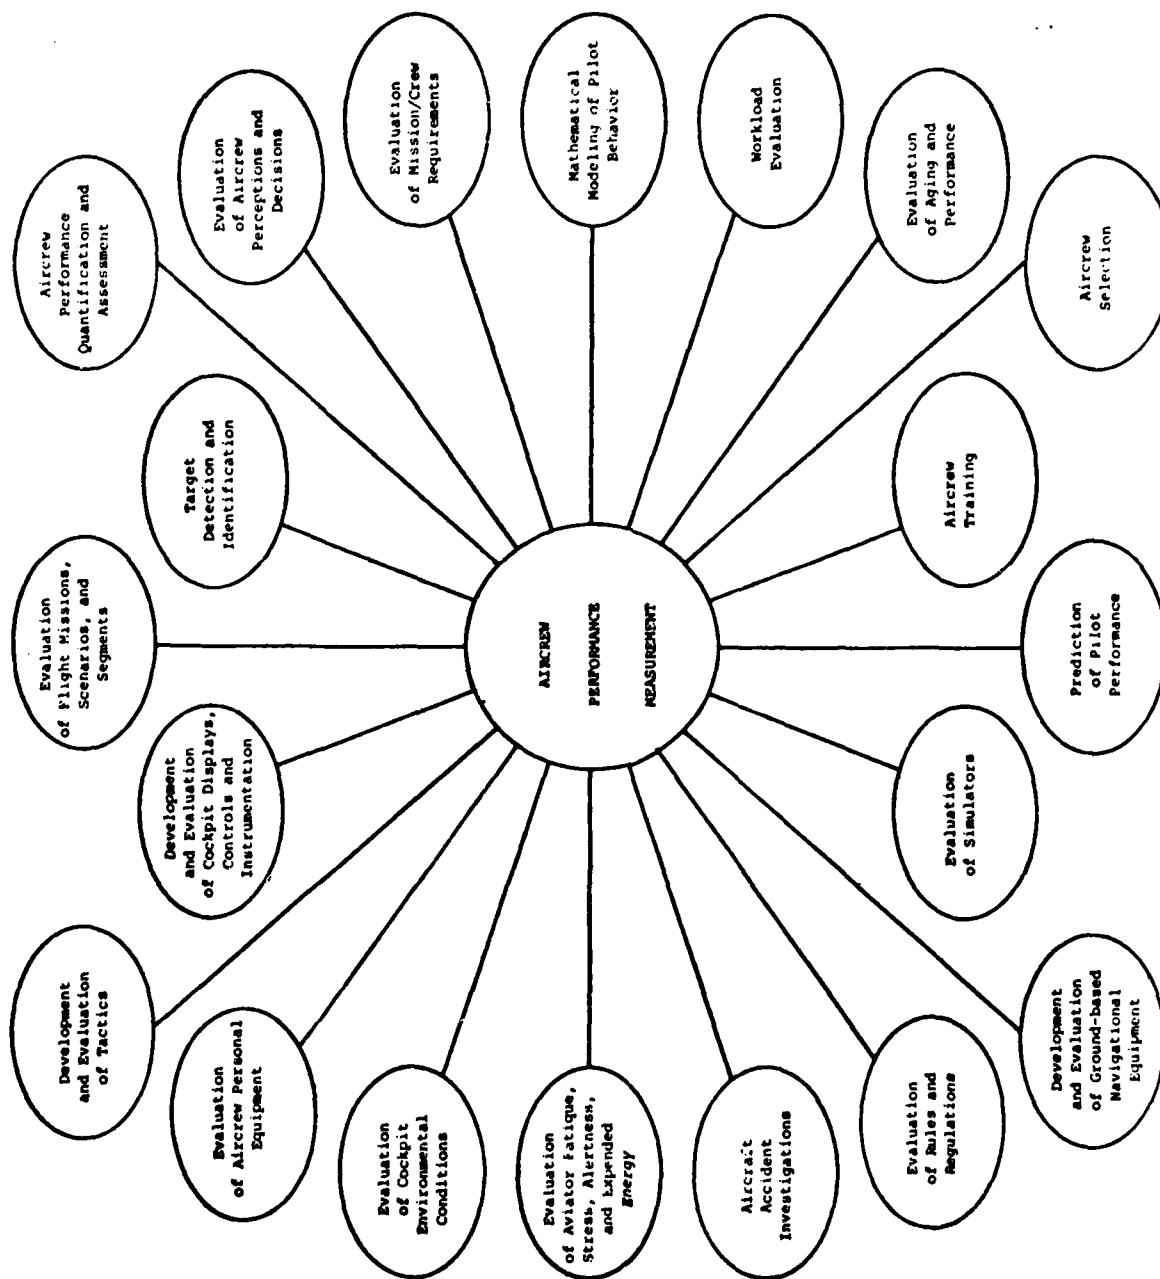 Development
and Evaluation
of Tactics
Evaluation
of Flight Missions,
Scenarios, and
Segments
Aircrew
Performance
Quantification and
Assessment
Evaluation
of Aircrew Personal
Equipment
Development
and Evaluation
of Cockpit Displays,
Controls and
Instrumentation
Target
Detection and
Identification
Evaluation
of Aircrew
Perceptions and
Decisions
Evaluation
of Cockpit
Environmental
Conditions
Evaluation
of Mission/Crew
Requirements
Evaluation
of Aviator Fatique,
Stress, Alertness,
and Expended
Energy
AIRCREW
PERFORMANCE
MEASUREMENT
Mathematical
Modeling of Pilot
Behavior
Aircraft
Accident
Investigations
Workload
Evaluation
Evaluation
of Rules and
Regulations
Evaluation
of Simulators
Aircrew
Training
Evaluation
of Aging and
Performance
Development
and Evaluation
of Ground-based
Navigational
Equipment
Prediction
of Pilot
Performance
Aircrew
Selection